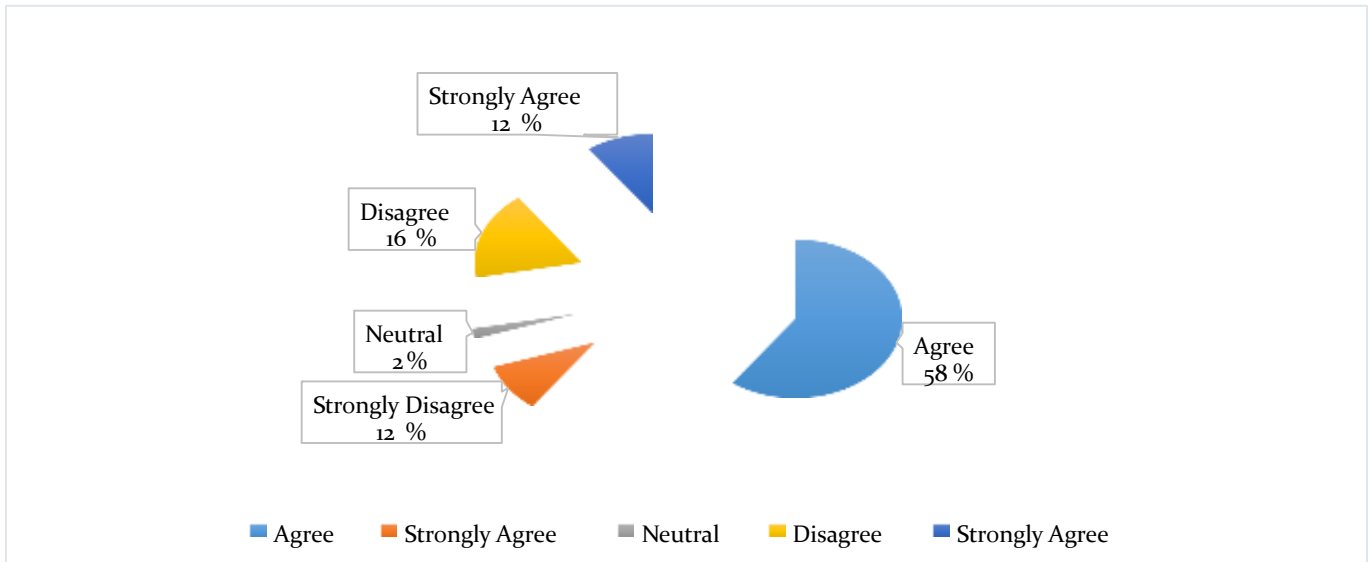 Strongly Agree
12 %
Disagree
16 %
Neutral
2%
Agree
58 %
Strongly Disagree
12 %
Agree Strongly Agree Neutral Disagree Strongly Agree